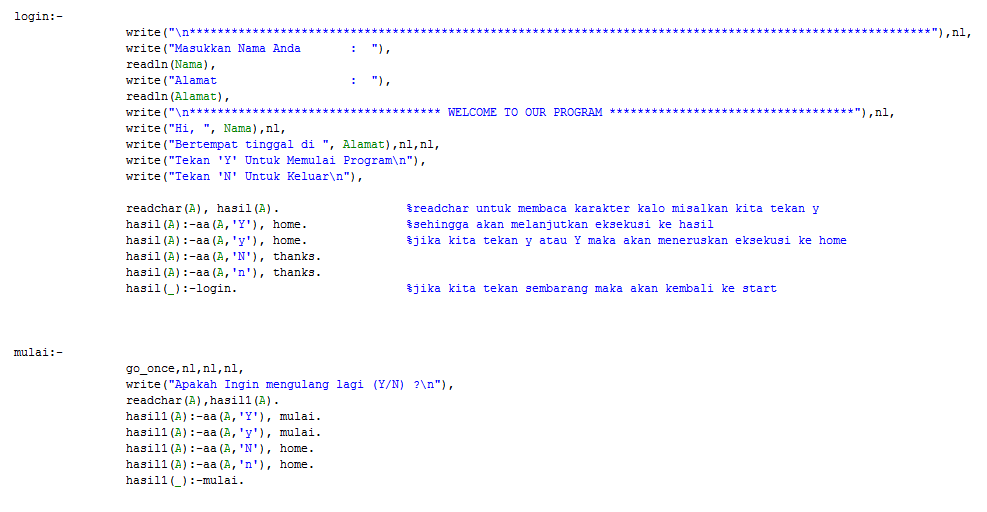 login:-
write("\n**********************************************************************************************************"),nl,
write("Masukkan Nama Anda       :  "),
readln(Nama),
write("Alamat                   :  "),
readln(Alamat),
write("\n************************************ WELCOME TO OUR PROGRAM ***********************************"),nl,
write("Hi, ", Nama),nl,
write("Bertempat tinggal di ", Alamat),nl,nl,
write("Tekan 'Y' Untuk Memulai Program\n"),
write("Tekan 'N' Untuk Keluar\n"),
readchar(A), hasil(A). %readchar untuk membaca karakter kalo misalkan kita tekan y
hasil(A):-aa(A,'Y'), home. %sehingga akan melanjutkan eksekusi ke hasil
hasil(A):-aa(A,'y'), home. %jika kita tekan y atau Y maka akan meneruskan eksekusi ke home
hasil(A):-aa(A,'N'), thanks.
hasil(A):-aa(A,'n'), thanks.
hasil(_):-login. %jika kita tekan sembarang maka akan kembali ke start
mulai:-
go_once,nl,nl,nl,
write("Apakah Ingin mengulang lagi (Y/N) ?\n"),
readchar(A),hasil1(A).
hasil1(A):-aa(A,'Y'), mulai.
hasil1(A):-aa(A,'y'), mulai.
hasil1(A):-aa(A,'N'), home.
hasil1(A):-aa(A,'n'), home.
hasil1(_):-mulai.